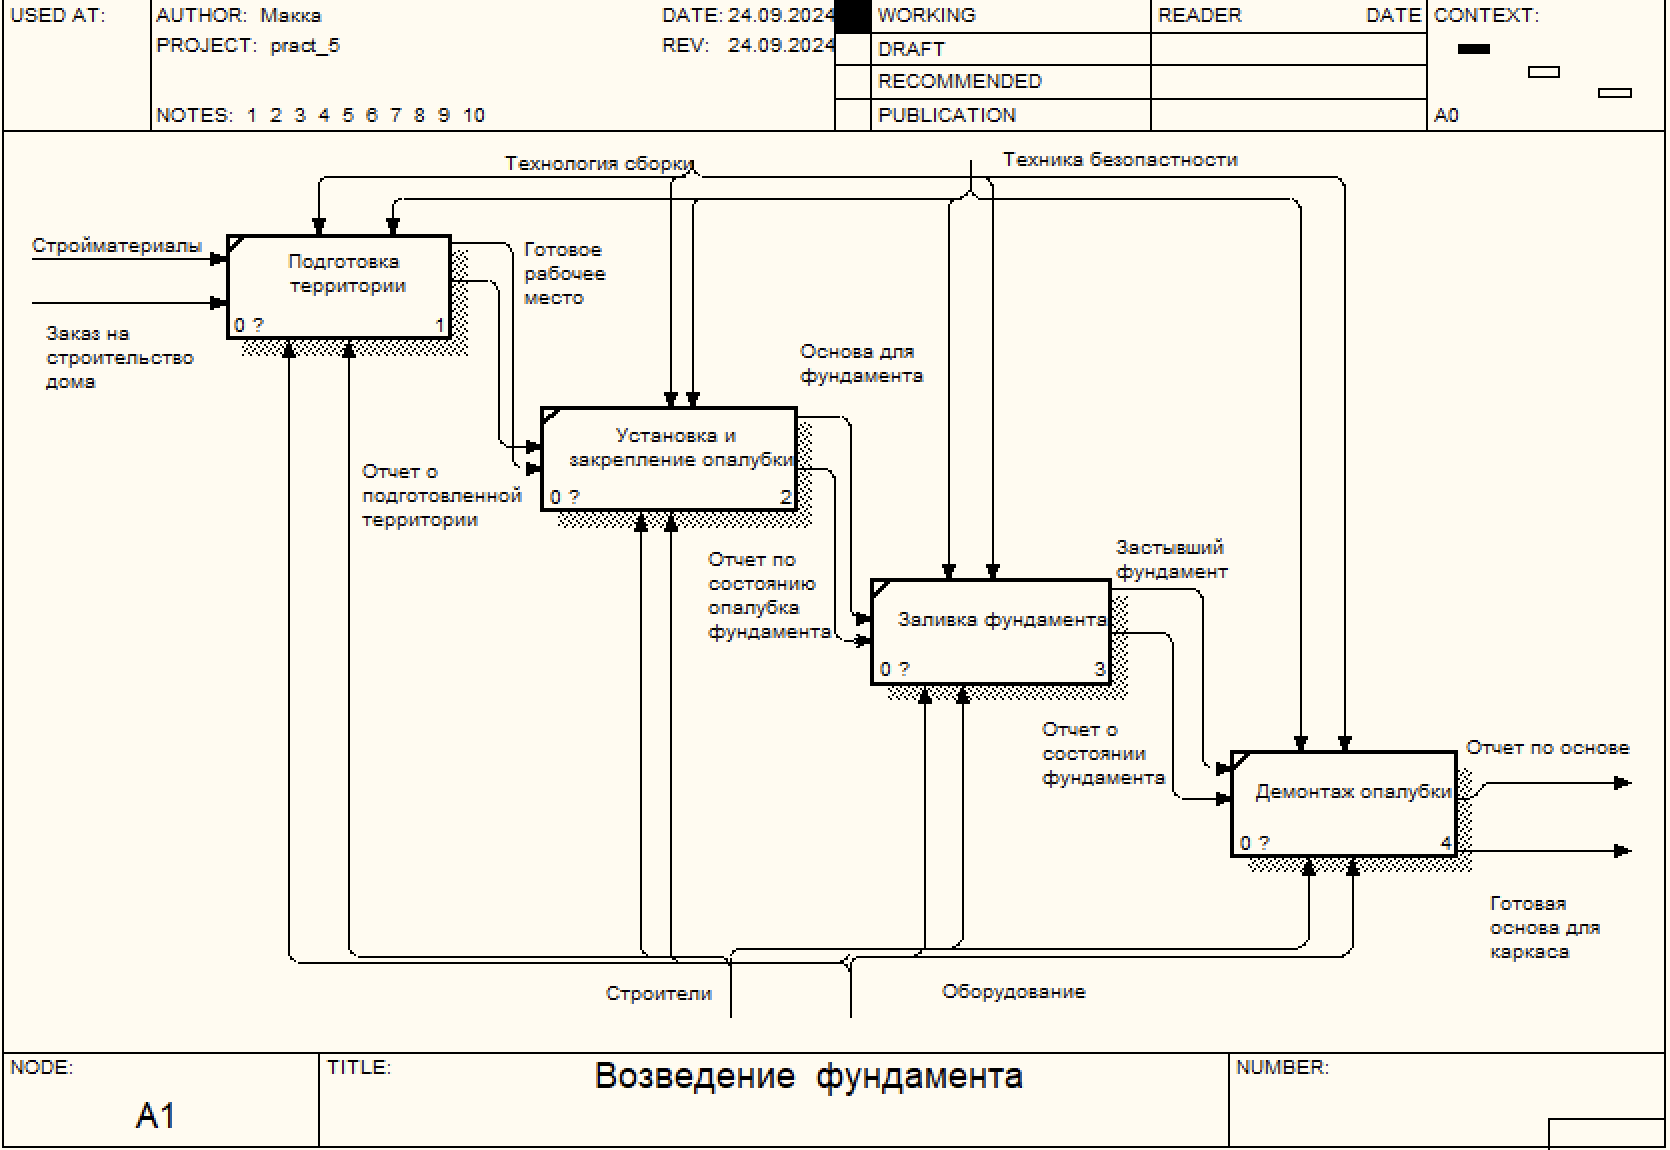 USED AT:
AUTHOR: Макка
DATE: 24.09.2024
WORKING
READER
DATE
CONTEXT:
PROJECT: pract_5
REV: 24.09.2024
DRAFT
RECOMMENDED
NOTES: 1 2 3 4 5 6 7 8 9 10
PUBLICATION
A0
Технология сборки
Техника безопастности
Стройматериалы
Подготовка
территории
0 ?
1
Готовое
рабочее
место
Заказ на
строительство
дома
Основа для
фундамента
Установка и
закрепление опалубки
0 ?
2
Отчет о
подготовленной
территории
Отчет по
состоянию
опалубка
фундамента
Застывший
фундамент
Заливка фундамента
0 ?
3
Отчет о
состоянии
фундамента
Отчет по основе
Демонтаж опалубки
0 ?
4
Готовая
основа для
каркаса
Строители
Оборудование
NODE:
A1
TITLE:
Возведение фундамента
NUMBER: